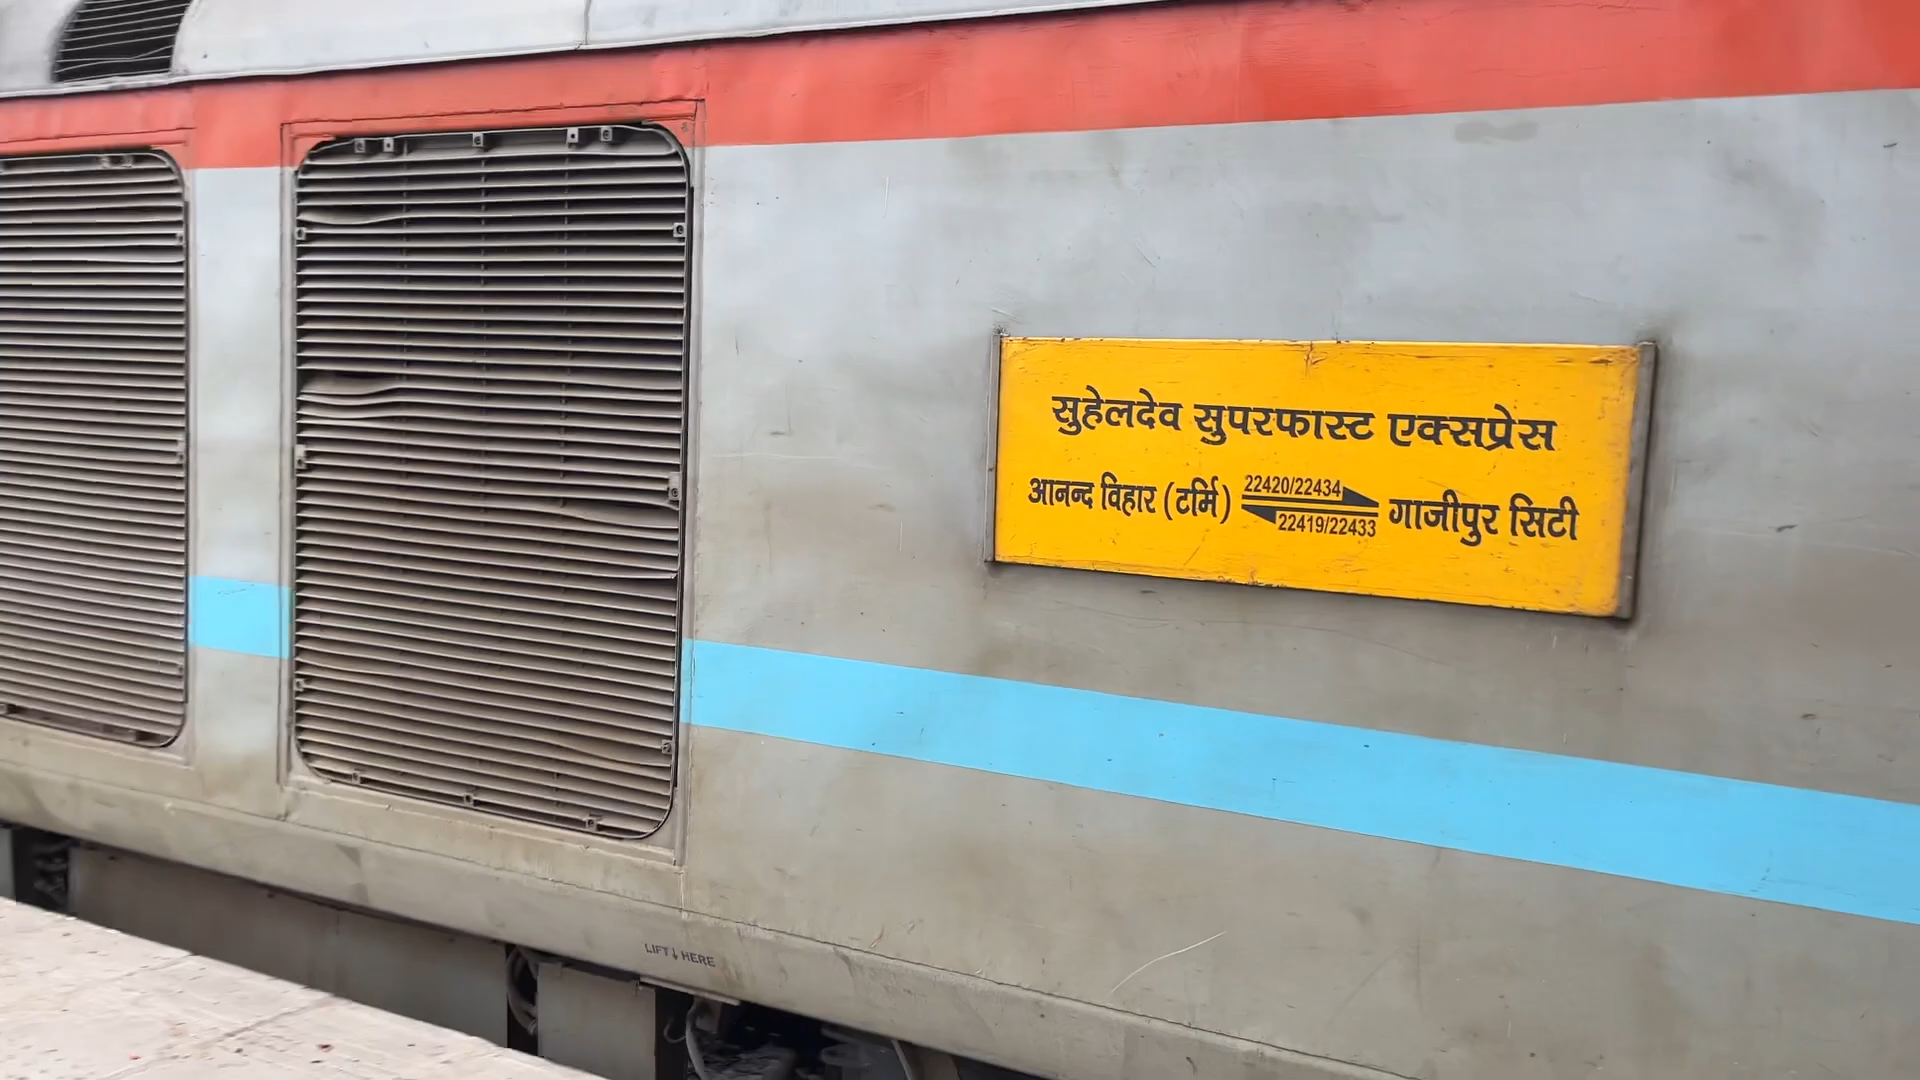 सुहेलदेव सुपरफास्ट एक्सप्रेस
आनन्द विहार (टर्मि) 22420/22434 गाजीपुर सिटी
22419/22433
LIFT HERE